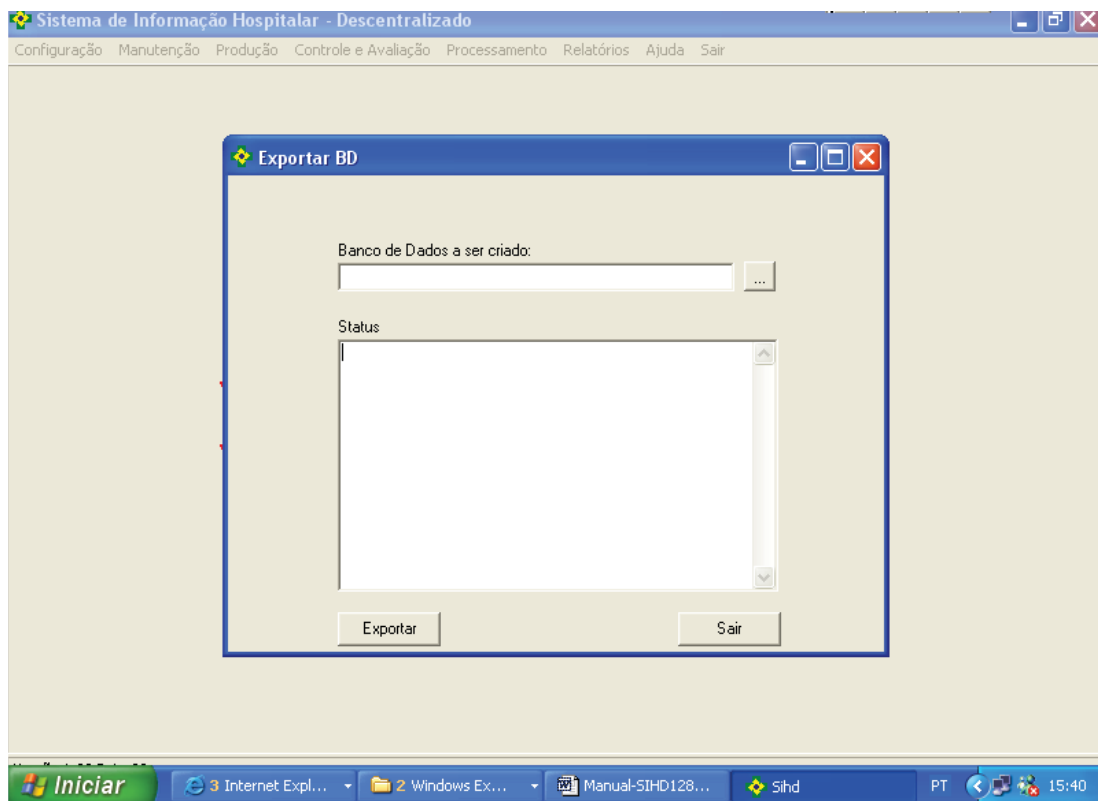 Sistema de Informação Hospitalar - Descentralizado
Configuração Manutenção Produção Controle e Avaliação Processamento Relatórios Ajuda Sair
Exportar BD
Banco de Dados a ser criado:
...
Status
Exportar Sair
Iniciar 3 Internet Expl... 2 Windows Ex... Manual-SIHD128... Sihd PT 15:40